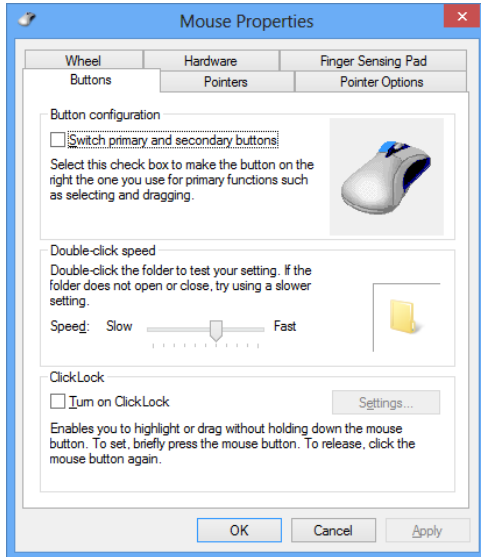 Mouse Properties
Wheel Hardware Finger Sensing Pad
Buttons Pointers Pointer Options
Button configuration
Switch primary and secondary buttons
Select this check box to make the button on the
right the one you use for primary functions such
as selecting and dragging.
Double-click speed
Double-click the folder to test your setting. If the
folder does not open or close, try using a slower
setting.
Speed: Slow Fast
ClickLock
Turn on ClickLock Settings...
Enables you to highlight or drag without holding down the mouse
button. To set, briefly press the mouse button. To release, click the
mouse button again.
OK Cancel Apply